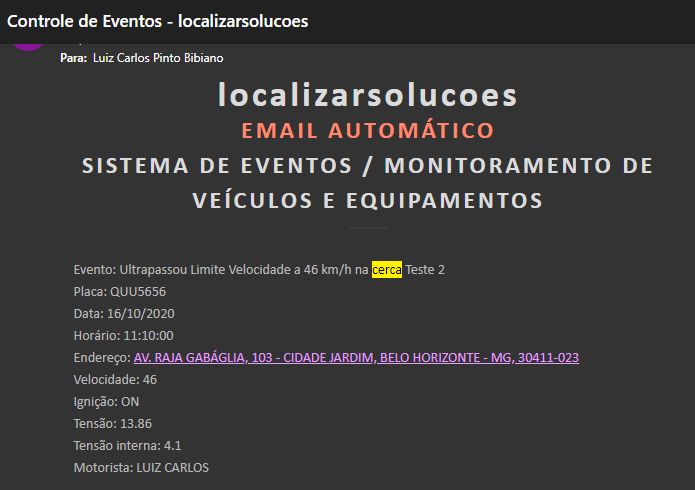 Controle de Eventos - localizarsolucoes
Para: Luiz Carlos Pinto Bibiano
localizarsolucoes
EMAIL AUTOMÁTICO
SISTEMA DE EVENTOS / MONITORAMENTO DE
VEÍCULOS E EQUIPAMENTOS
Evento: Ultrapassou Limite Velocidade a 46 km/h na cerca Teste 2
Placa: QUU5656
Data: 16/10/2020
Horário: 11:10:00
Endereço: AV. RAJA GABÁGLIA, 103 - CIDADE JARDIM, BELO HORIZONTE - MG, 30411-023
Velocidade: 46
Ignição: ON
Tensão: 13.86
Tensão interna: 4.1
Motorista: LUIZ CARLOS